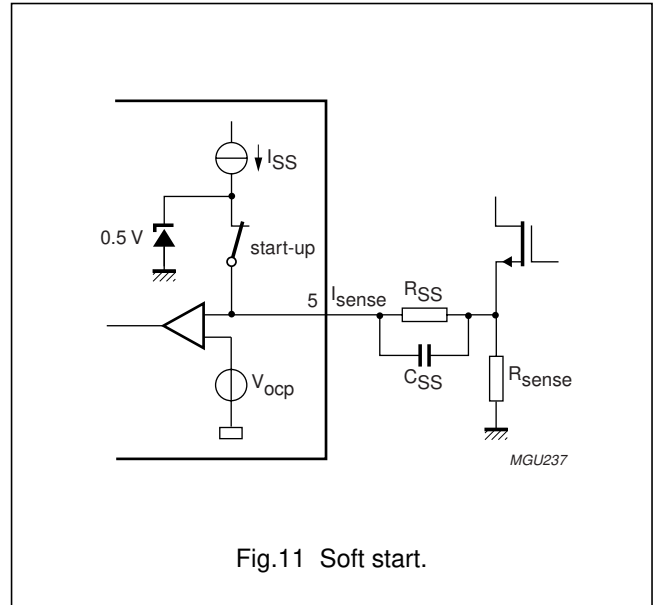 ISS
0.5 V
start-up
5
Isense
RSS
CSS
Vocp
Rsense
MGU237
Fig.11 Soft start.